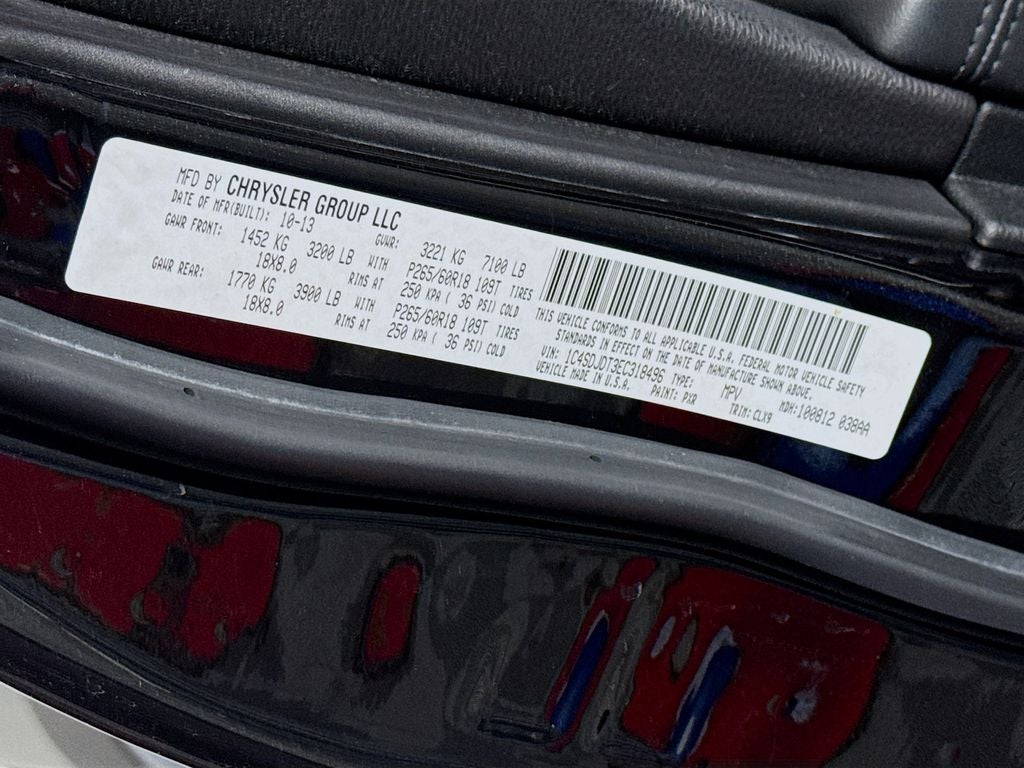 MFD BY CHRYSLER GROUP LLC
DATE OF MFR(BUILT): 10-13
GVWR: 3221 KG 7100 LB
GAWR FRONT: 1452 KG 3200 LB WITH P265/60R18 109T TIRES
18X8.0 RIMS AT 250 KPA ( 36 PSI) COLD
GAWR REAR: 1770 KG 3900 LB WITH P265/60R18 109T TIRES
18X8.0 RIMS AT 250 KPA ( 36 PSI) COLD
THIS VEHICLE CONFORMS TO ALL APPLICABLE U.S.A. FEDERAL MOTOR VEHICLE SAFETY
STANDARDS IN EFFECT ON THE DATE OF MANUFACTURE SHOWN ABOVE.
VIN: 1C4SDJDT3EC318496 TYPE: MPV MDH:100812 038AA
VEHICLE MADE IN U.S.A. PAINT: PXR TRIM: CLX9